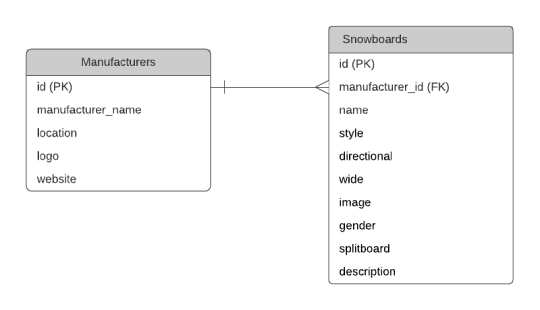 Manufacturers
id (PK)
manufacturer_name
location
logo
website
Snowboards
id (PK)
manufacturer_id (FK)
name
style
directional
wide
image
gender
splitboard
description